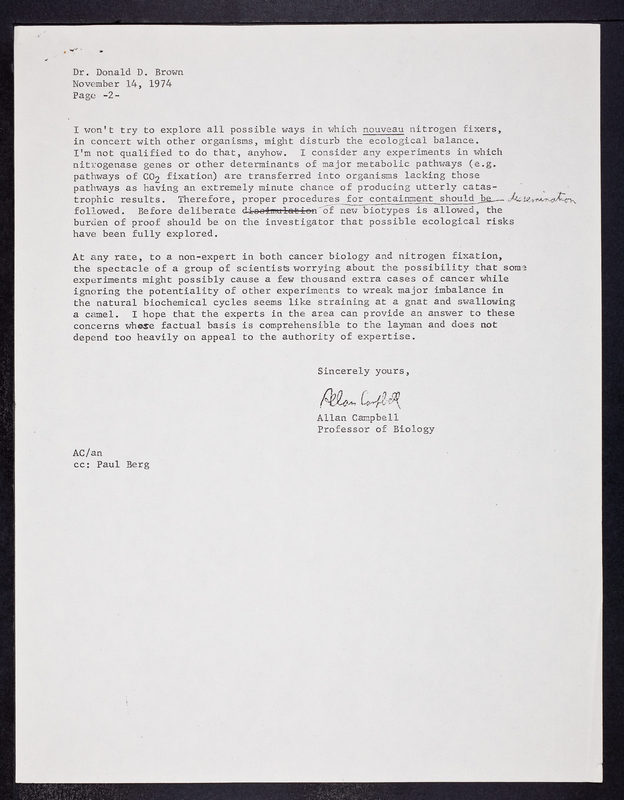 Dr. Donald D. Brown
November 14, 1974
Page -2-
I won't try to explore all possible ways in which nouveau nitrogen fixers,
in concert with other organisms, might disturb the ecological balance.
I'm not qualified to do that, anyhow.  I consider any experiments in which
nitrogenase genes or other determinants of major metabolic pathways (e.g.
pathways of CO2 fixation) are transferred into organisms lacking those
pathways as having an extremely minute chance of producing utterly catas-
trophic results.  Therefore, proper procedures for containment should be dissemination
followed.  Before deliberate dissimulation of new biotypes is allowed, the
burden of proof should be on the investigator that possible ecological risks
have been fully explored.
At any rate, to a non-expert in both cancer biology and nitrogen fixation,
the spectacle of a group of scientists worrying about the possibility that some
experiments might possibly cause a few thousand extra cases of cancer while
ignoring the potentiality of other experiments to wreak major imbalance in
the natural biochemical cycles seems like straining at a gnat and swallowing
a camel.  I hope that the experts in the area can provide an answer to these
concerns whose factual basis is comprehensible to the layman and does not
depend too heavily on appeal to the authority of expertise.
Sincerely yours,
Allan Campbell
Allan Campbell
Professor of Biology
AC/an
cc: Paul Berg